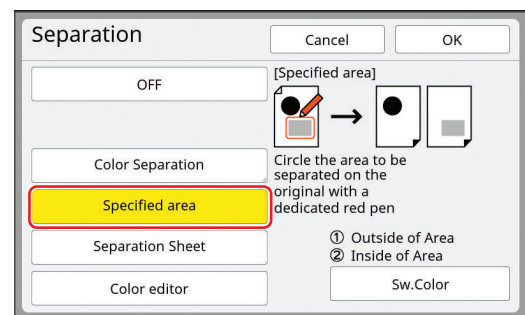 Separation
Cancel
OK
OFF
Color Separation
Specified area
Separation Sheet
Color editor
[Specified area]
Circle the area to be
separated on the
original with a
dedicated red pen
① Outside of Area
② Inside of Area
Sw.Color